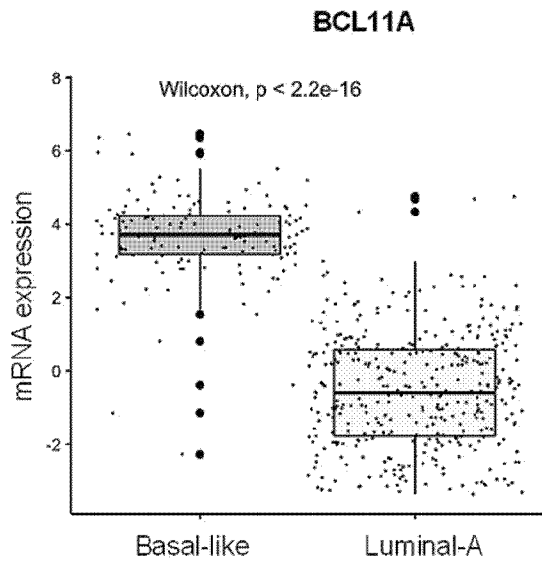 BCL11A
Wilcoxon, p < 2.2e-16
mRNA expression
8
6
4
2
0
-2
Basal-like
Luminal-A